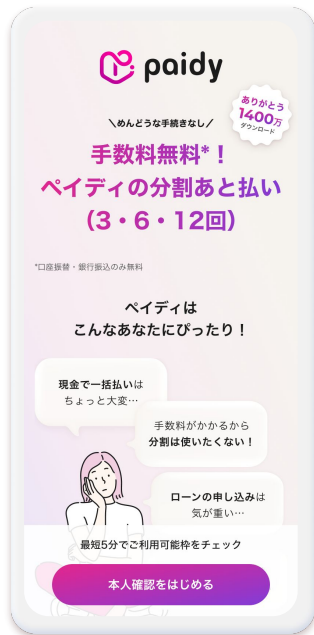 paidy
ありがとう
1400万
ダウンロード
＼めんどうな手続きなし／
手数料無料*！
ペイディの分割あと払い
（3・6・12回）
*口座振替・銀行振込のみ無料
ペイディは
こんなあなたにぴったり！
現金で一括払いは
ちょっと大変…
手数料がかかるから
分割は使いたくない！
ローンの申し込みは
気が重い…
最短5分でご利用可能枠をチェック
本人確認をはじめる